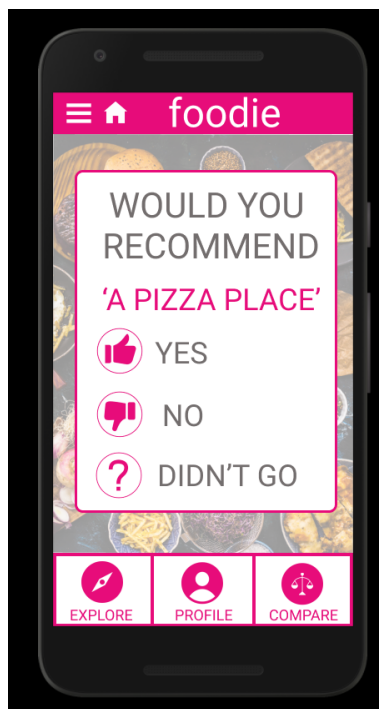 foodie
WOULD YOU
RECOMMEND
‘A PIZZA PLACE’
YES
NO
?
DIDN’T GO
EXPLORE
PROFILE
COMPARE